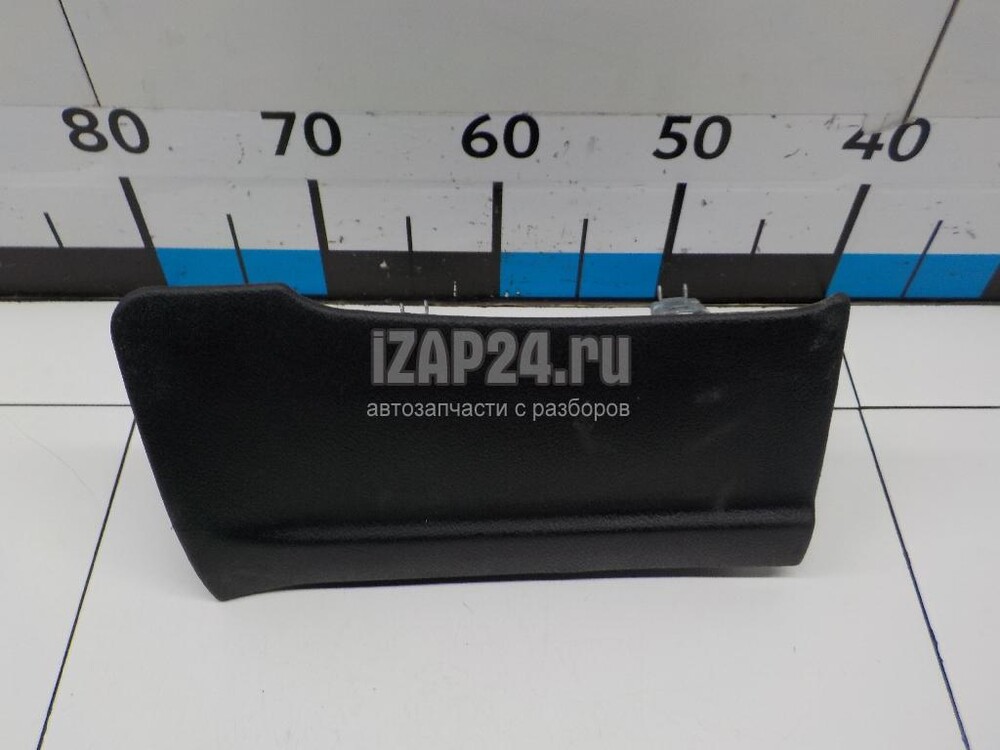 80 70 60 50 40
iZAP24.ru
автозапчасти с разборов